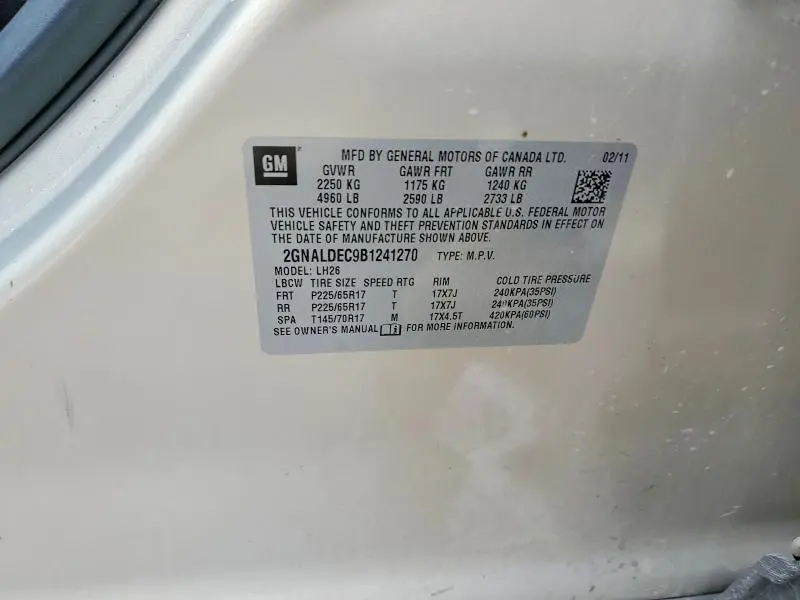 GM MFD BY GENERAL MOTORS OF CANADA LTD. 02/11
GVWR GAWR FRT GAWR RR
2250 KG 1175 KG 1240 KG
4960 LB 2590 LB 2733 LB
THIS VEHICLE CONFORMS TO ALL APPLICABLE U.S. FEDERAL MOTOR
VEHICLE SAFETY AND THEFT PREVENTION STANDARDS IN EFFECT ON
THE DATE OF MANUFACTURE SHOWN ABOVE.
2GNALDEC9B1241270 TYPE: M.P.V.
MODEL: LH26
LBCW TIRE SIZE SPEED RTG RIM COLD TIRE PRESSURE
FRT P225/65R17 T 17X7J 240KPA(35PSI)
RR P225/65R17 T 17X7J 240KPA(35PSI)
SPA T145/70R17 M 17X4.5T 420KPA(60PSI)
SEE OWNER'S MANUAL FOR MORE INFORMATION.